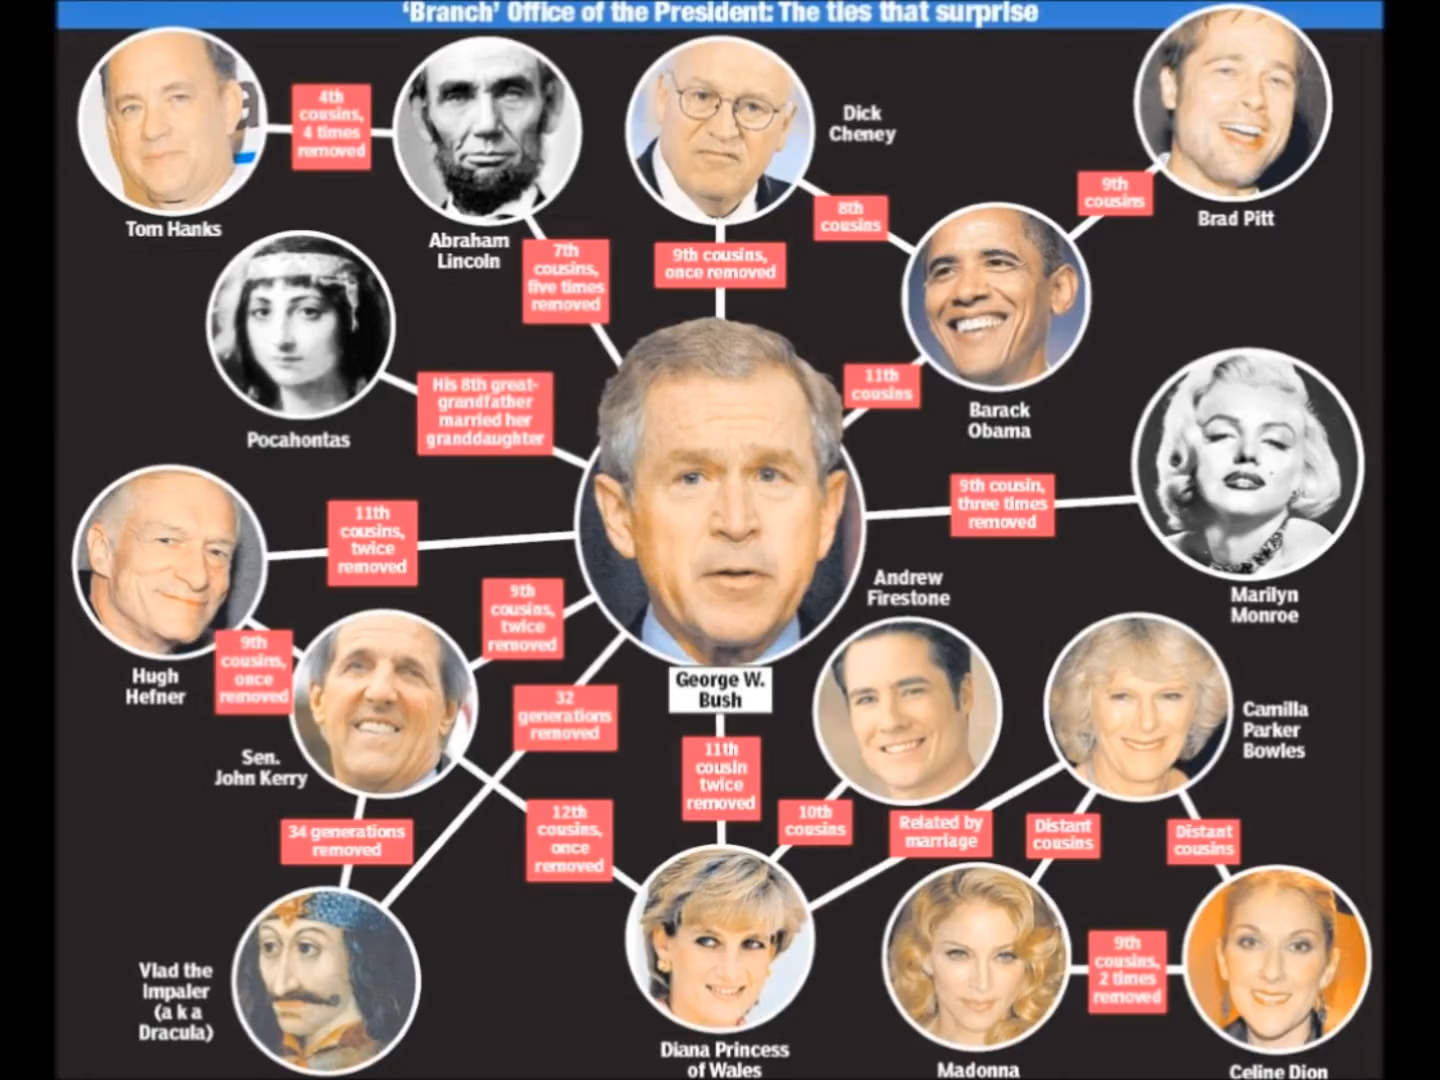 ‘Branch’ Office of the President: The ties that surprise
4th
cousins,
4 times
removed
Tom Hanks
Abraham
Lincoln
7th
cousins,
five times
removed
Dick
Cheney
9th cousins,
once removed
8th
cousins
9th
cousins
Brad Pitt
Pocahontas
His 8th great-
grandfather
married her
granddaughter
11th
cousins
Barack
Obama
9th cousin,
three times
removed
Marilyn
Monroe
11th
cousins,
twice
removed
Hugh
Hefner
9th
cousins,
once
removed
9th
cousins,
twice
removed
Sen.
John Kerry
32
generations
removed
George W.
Bush
Andrew
Firestone
Camilla
Parker
Bowles
11th
cousin
twice
removed
10th
cousins
Related by
marriage
Distant
cousins
Distant
cousins
34 generations
removed
12th
cousins,
once
removed
Vlad the
Impaler
(a k a
Dracula)
Diana Princess
of Wales
Madonna
9th
cousins,
2 times
removed
Celine Dion